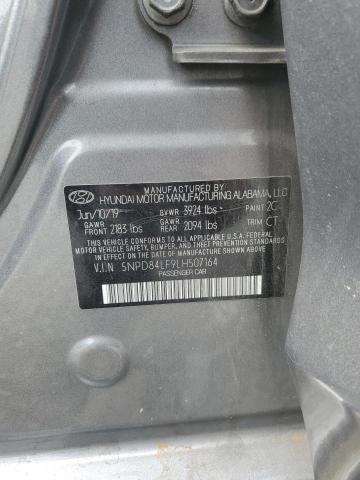 MANUFACTURED BY
HYUNDAI MOTOR MANUFACTURING ALABAMA, LLC
Jun/10/19 GVWR 3924 lbs PAINT 2C
GAWR FRONT 2183 lbs GAWR REAR 2094 lbs TRIM CT
THIS VEHICLE CONFORMS TO ALL APPLICABLE U.S.A. FEDERAL MOTOR
VEHICLE SAFETY, BUMPER, AND THEFT PREVENTION STANDARDS
IN EFFECT ON THE DATE OF MANUFACTURE SHOWN ABOVE.
V.I.N 5NPD84LF9LH507164
PASSENGER CAR